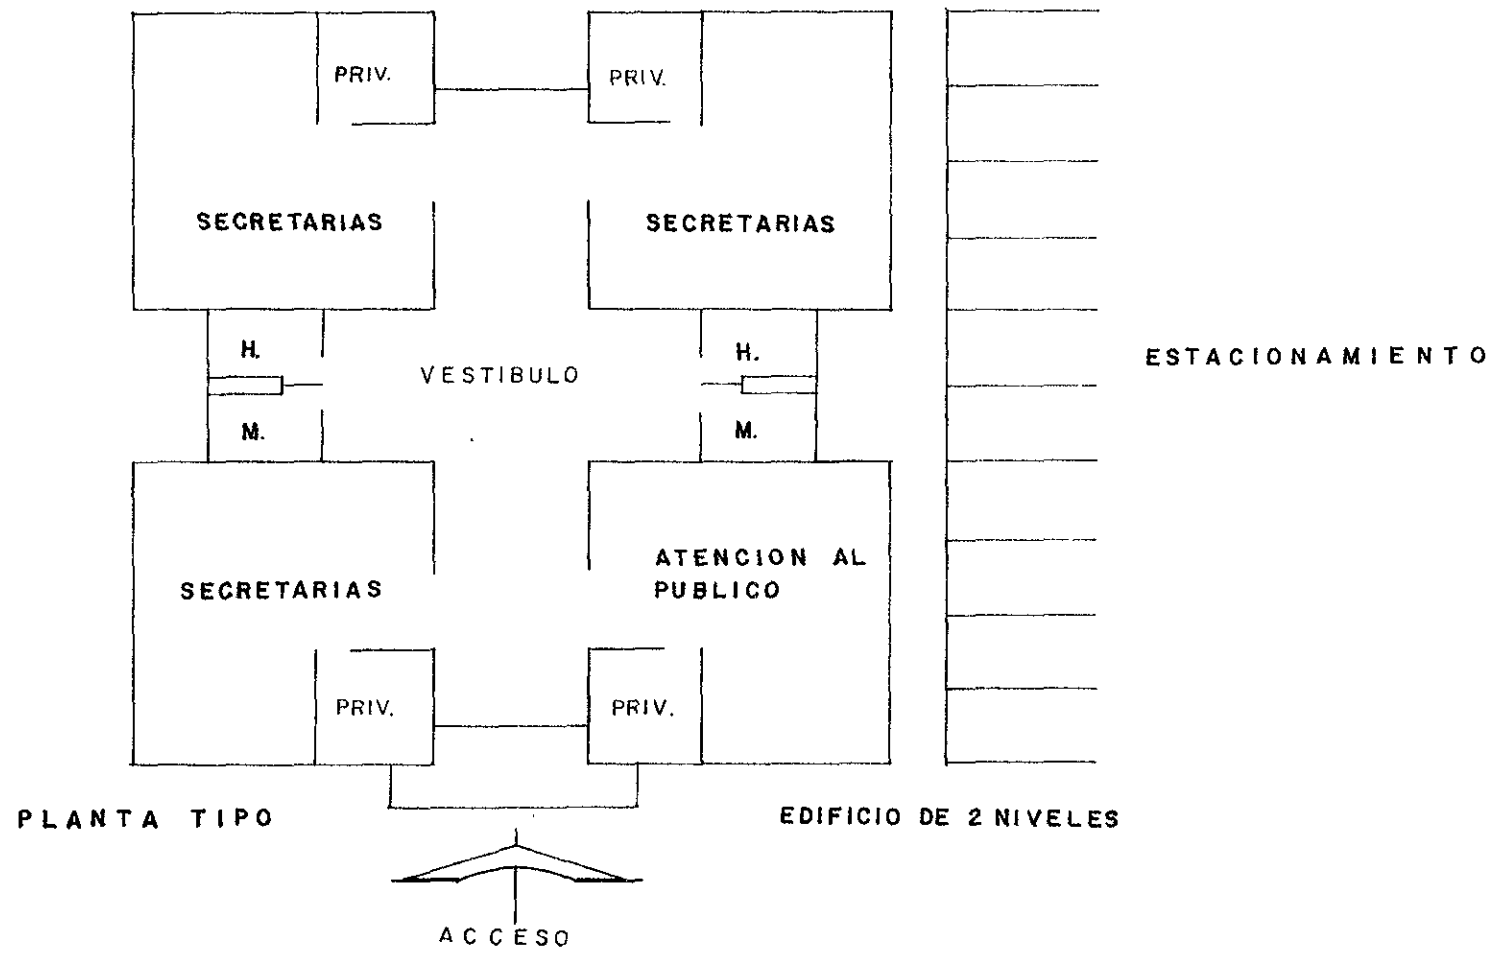 PRIV.
PRIV.
SECRETARIAS
SECRETARIAS
H.
H.
VESTIBULO
ESTACIONAMIENTO
M.
M.
ATENCION AL
PUBLICO
SECRETARIAS
PRIV.
PRIV.
PLANTA TIPO
EDIFICIO DE 2 NIVELES
ACCESO